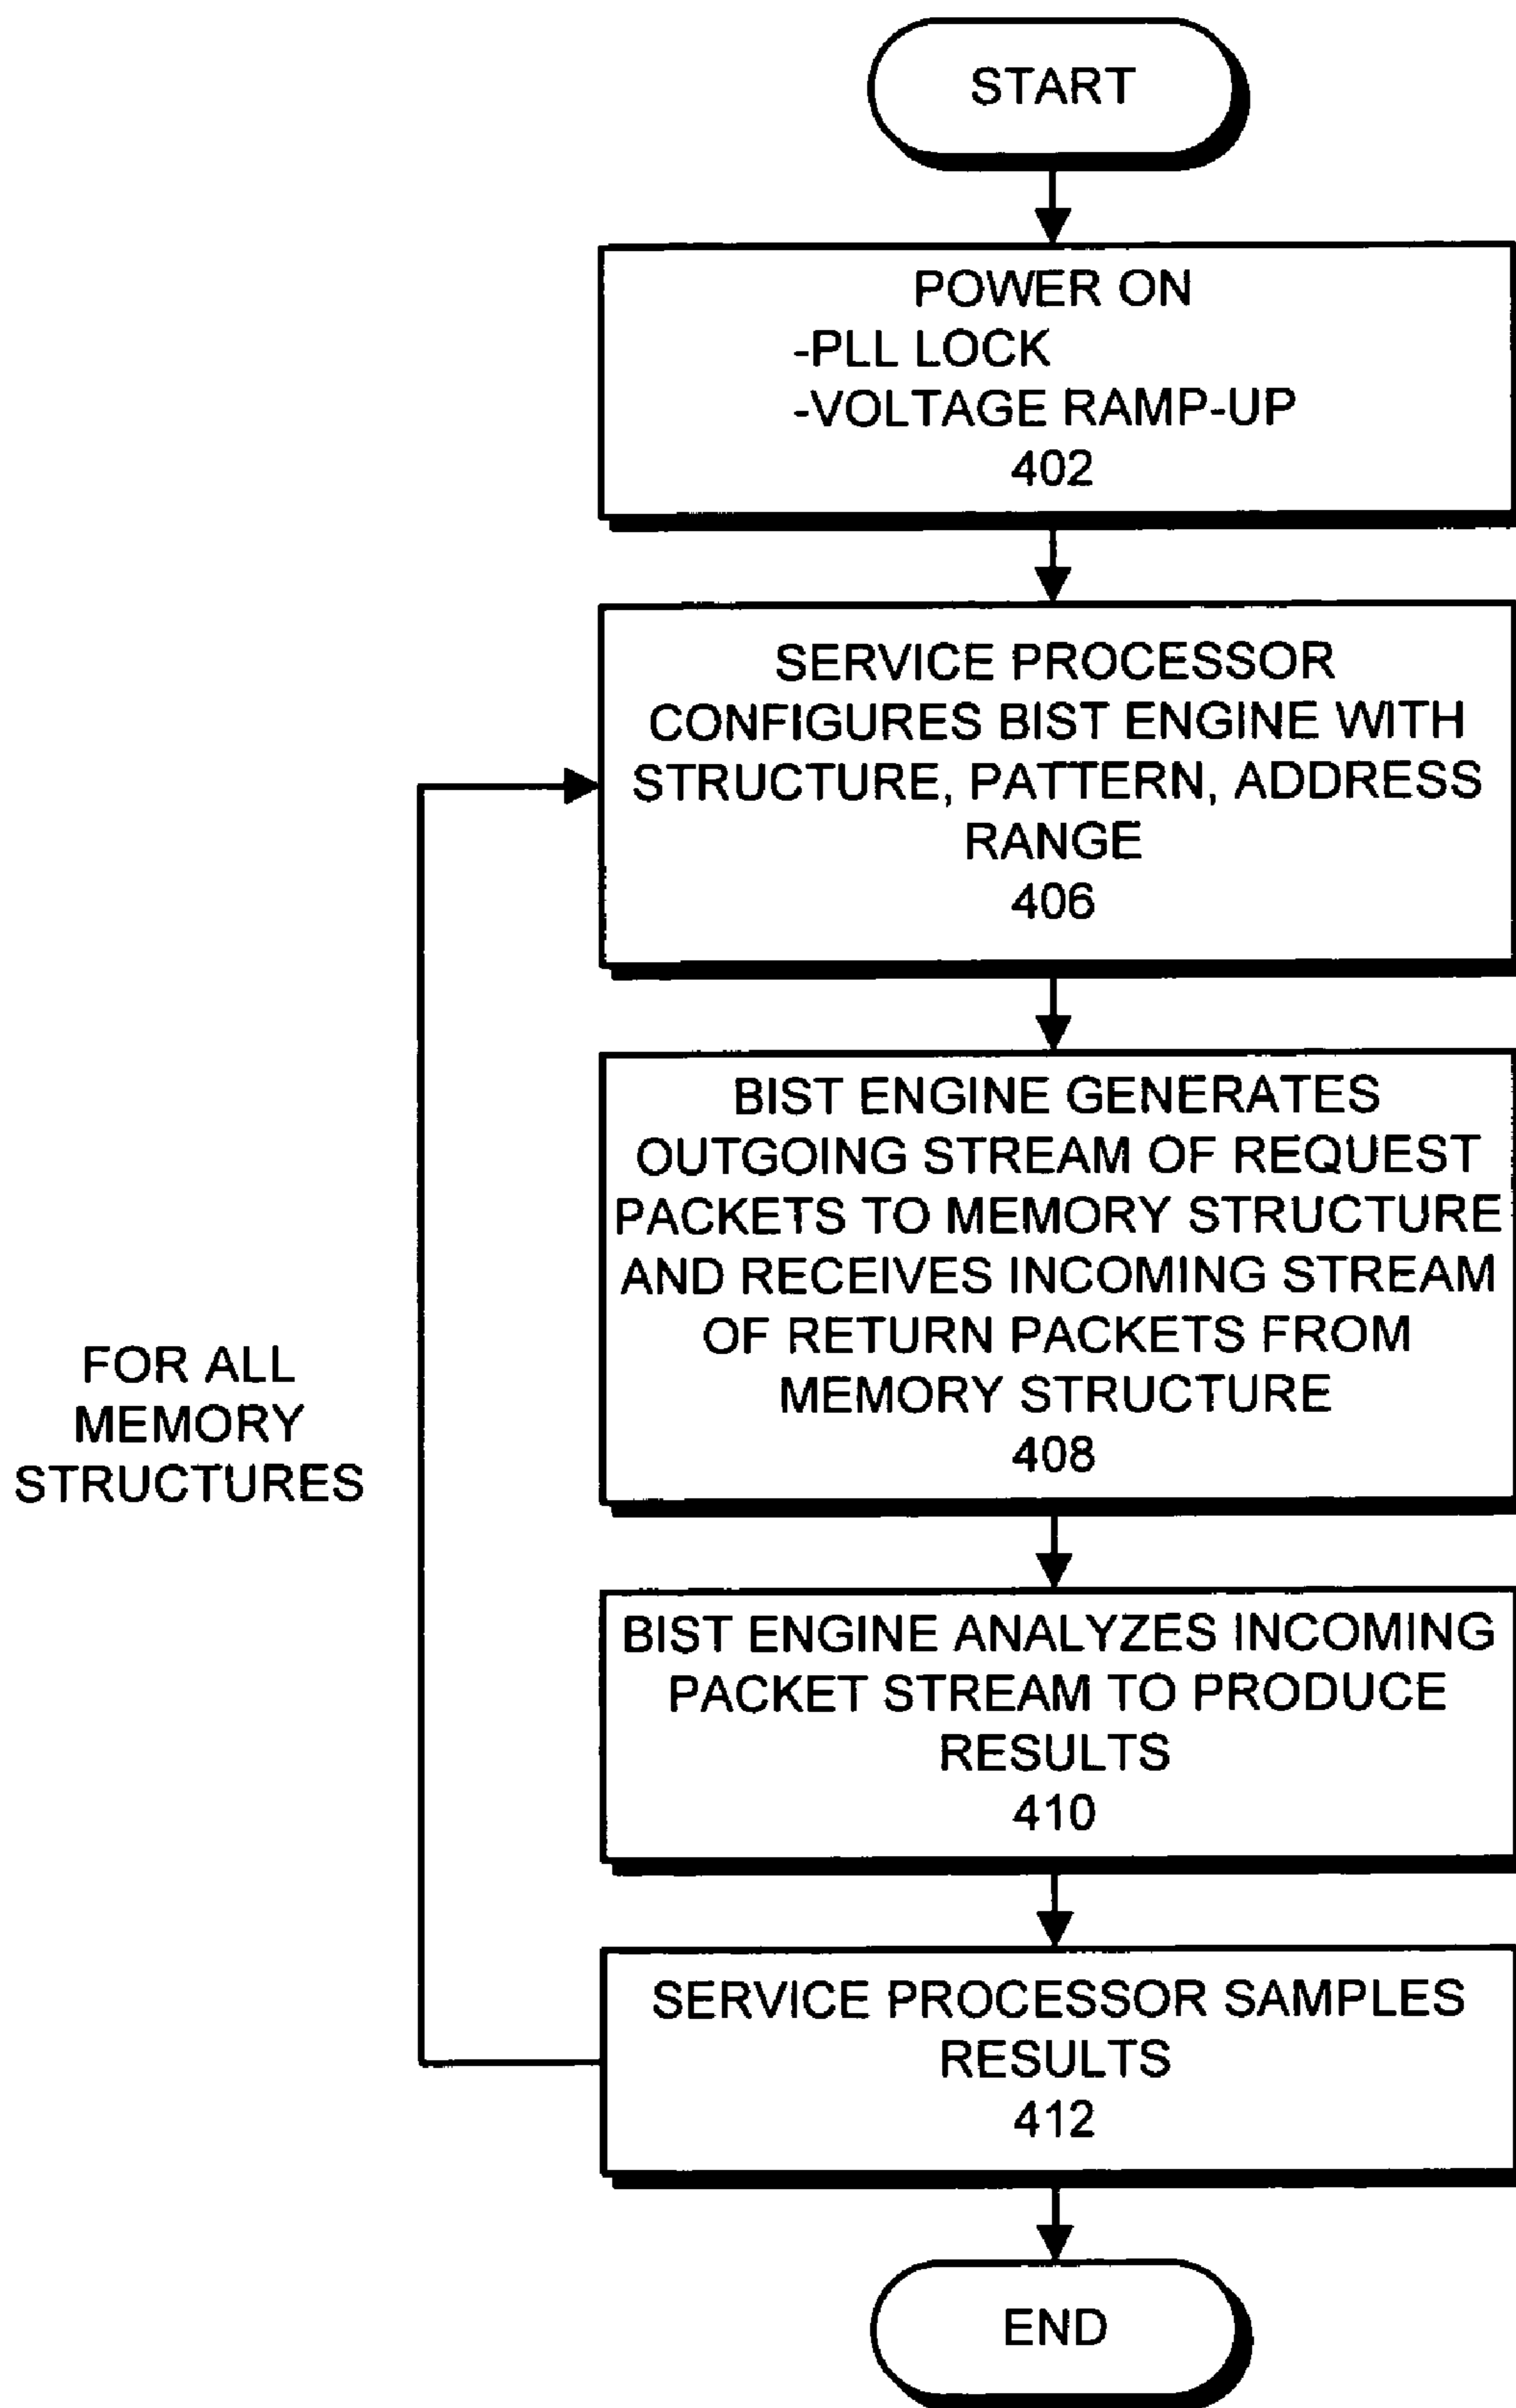 START
POWER ON
-PLL LOCK
-VOLTAGE RAMP-UP
402
SERVICE PROCESSOR
CONFIGURES BIST ENGINE WITH
STRUCTURE, PATTERN, ADDRESS
RANGE
406
BIST ENGINE GENERATES
OUTGOING STREAM OF REQUEST
PACKETS TO MEMORY STRUCTURE
AND RECEIVES INCOMING STREAM
OF RETURN PACKETS FROM
MEMORY STRUCTURE
408
FOR ALL
MEMORY
STRUCTURES
BIST ENGINE ANALYZES INCOMING
PACKET STREAM TO PRODUCE
RESULTS
410
SERVICE PROCESSOR SAMPLES
RESULTS
412
END